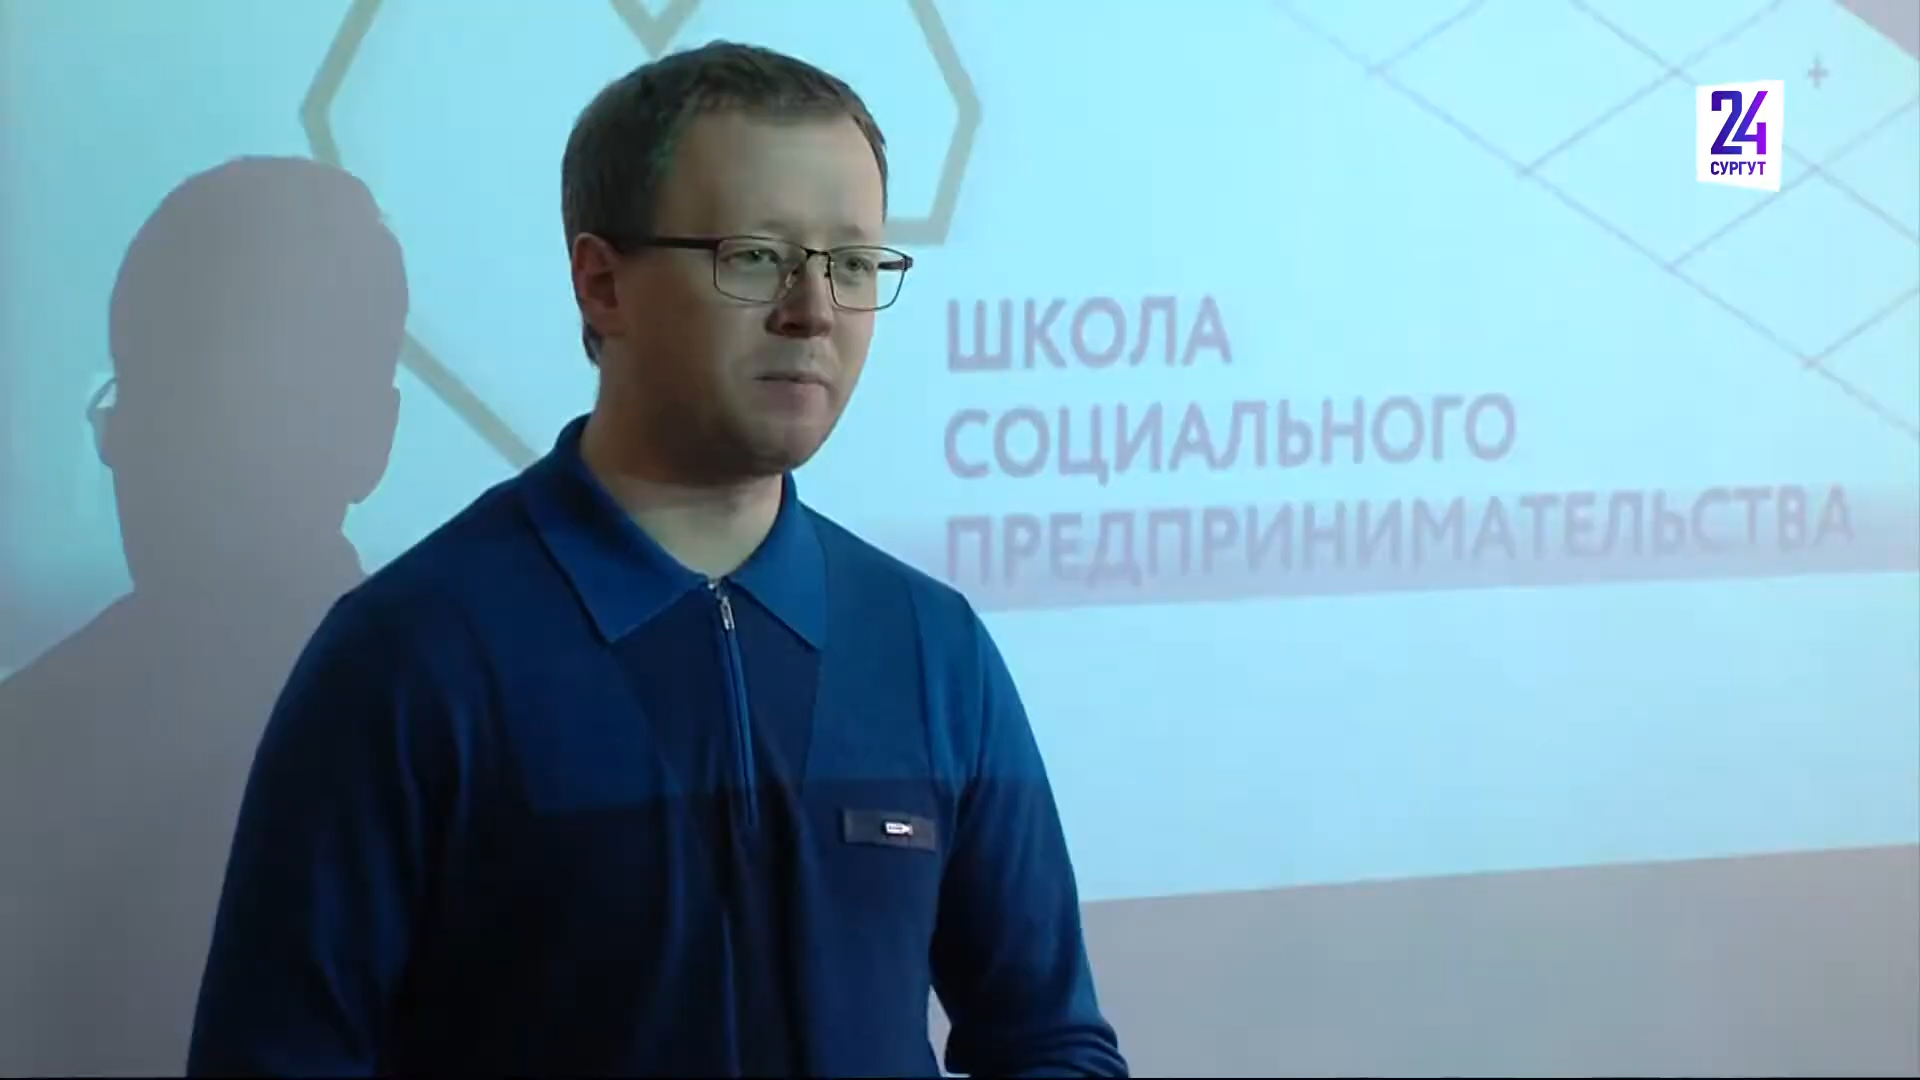 24
СУРГУТ
ШКОЛА
СОЦИАЛЬНОГО
ПРЕДПРИНИМАТЕЛЬСТВА